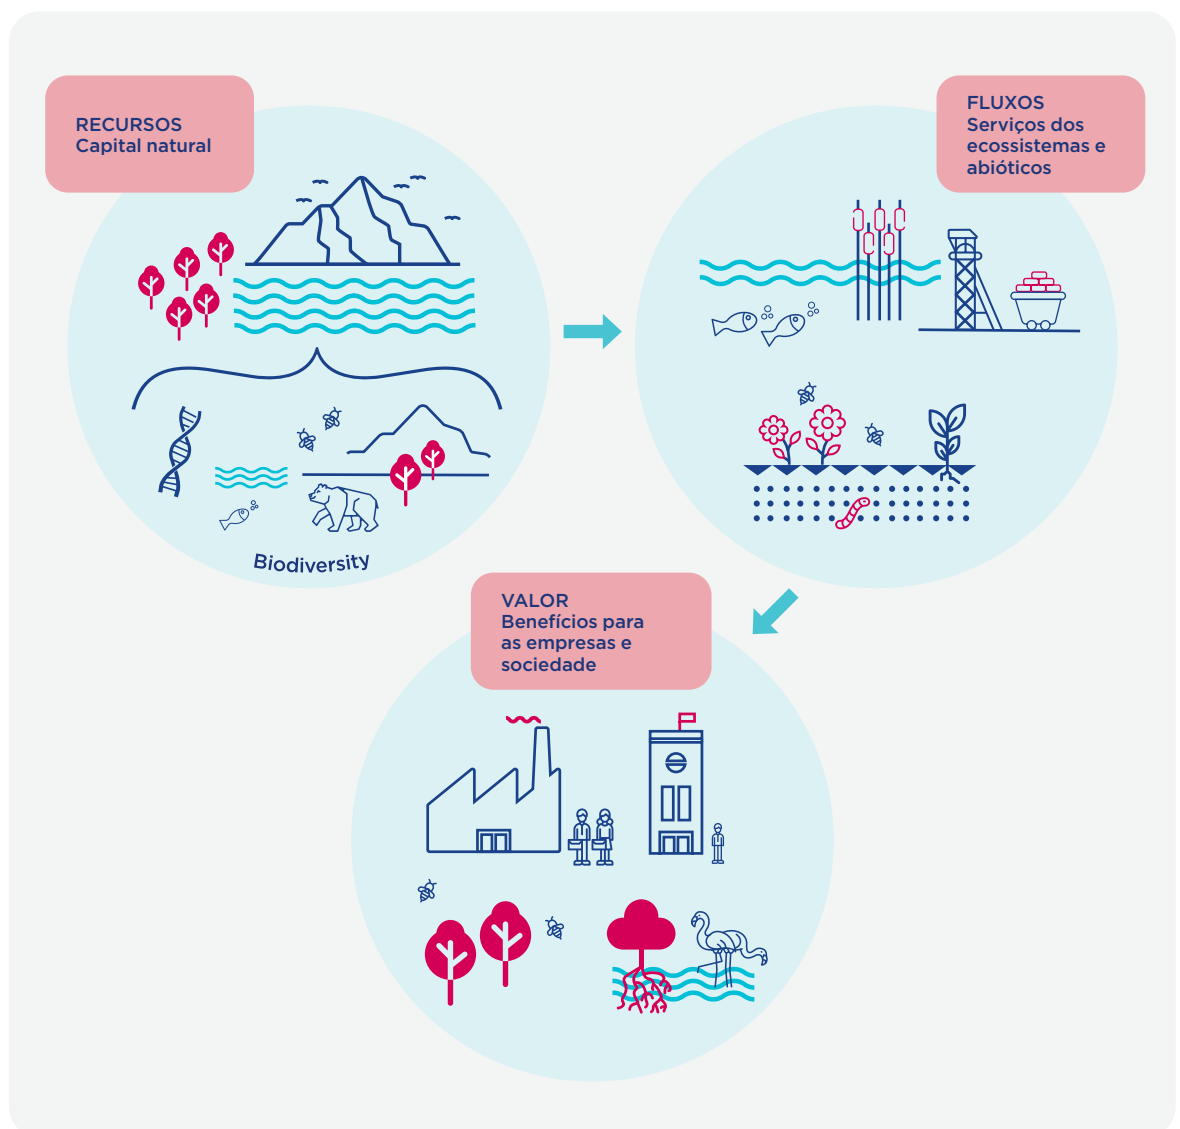 RECURSOS
Capital natural
FLUXOS
Serviços dos
ecossistemas e
abióticos
Biodiversity
VALOR
Benefícios para
as empresas e
sociedade